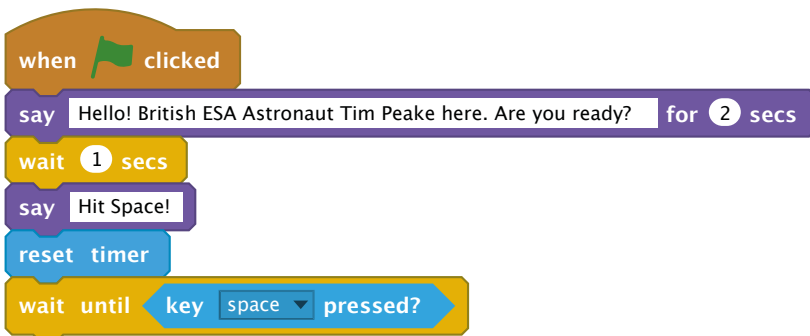 when clicked
say Hello! British ESA Astronaut Tim Peake here. Are you ready? for 2 secs
wait 1 secs
say Hit Space!
reset timer
wait until key space pressed?